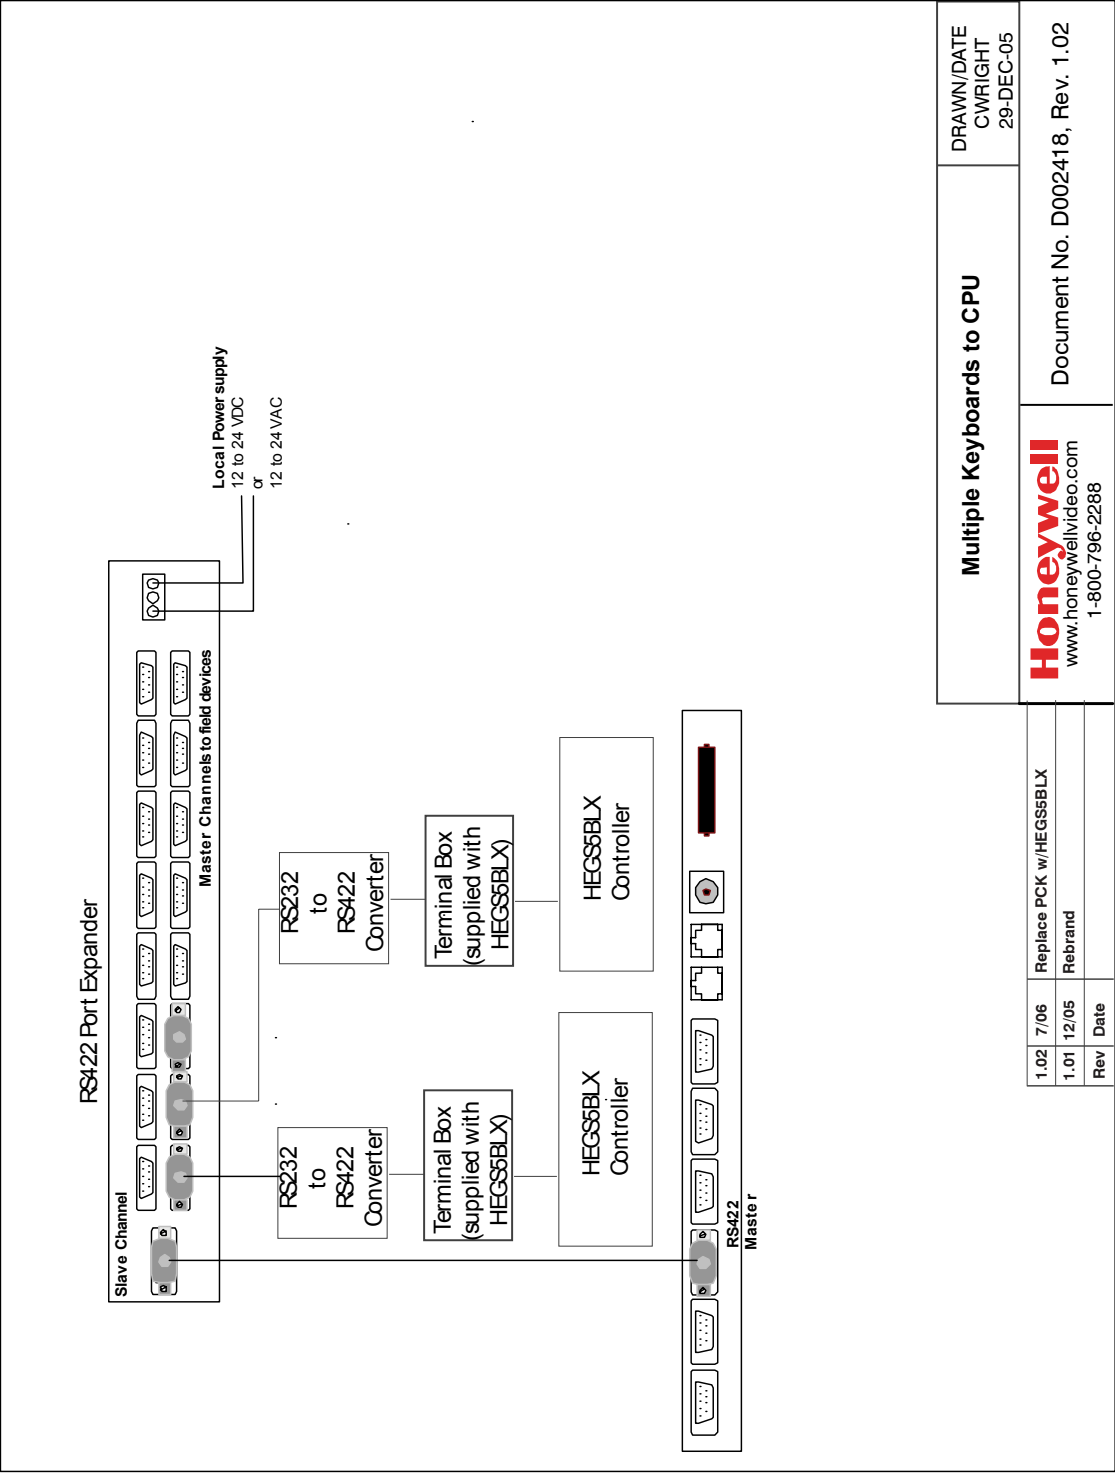 RS422 Port Expander
Slave Channel
Master Channels to field devices
Local Power supply
12 to 24 VDC
or
12 to 24 VAC
RS232
to
RS422
Converter
RS232
to
RS422
Converter
Terminal Box
(supplied with
HEGS5BLX)
Terminal Box
(supplied with
HEGS5BLX)
HEGS5BLX
Controller
HEGS5BLX
Controller
RS422
Master
Multiple Keyboards to CPU
DRAWN/DATE
CWRIGHT
29-DEC-05
1.02 7/06 Replace PCK w/HEGS5BLX
1.01 12/05 Rebrand
Rev Date
Honeywell
www.honeywellvideo.com
1-800-796-2288
Document No. D002418, Rev. 1.02